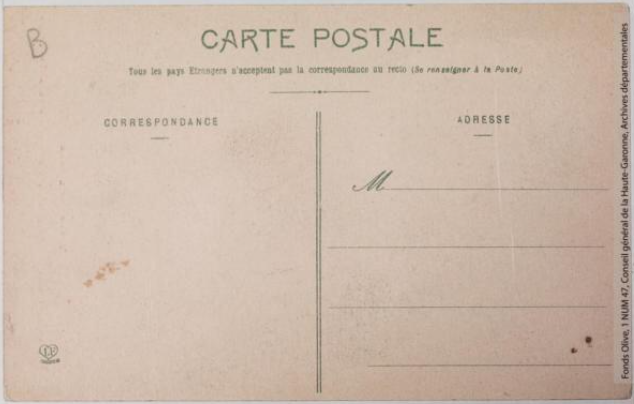 B
CARTE POSTALE
Tous les pays Etrangers n'acceptent pas la correspondance au recto (Se renseigner à la Poste)
CORRESPONDANCE
ADRESSE
M
Fonds Olive, 1 NUM 47, Conseil général de la Haute-Garonne, Archives départementales